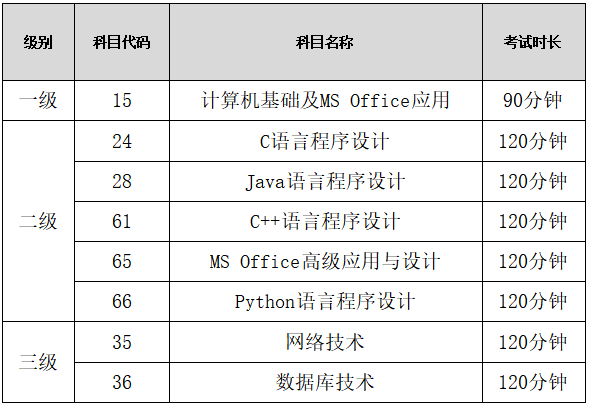 级别 科目代码 科目名称 考试时长
一级 15 计算机基础及MS Office应用 90分钟
二级 24 C语言程序设计 120分钟
28 Java语言程序设计 120分钟
61 C++语言程序设计 120分钟
65 MS Office高级应用与设计 120分钟
66 Python语言程序设计 120分钟
三级 35 网络技术 120分钟
36 数据库技术 120分钟